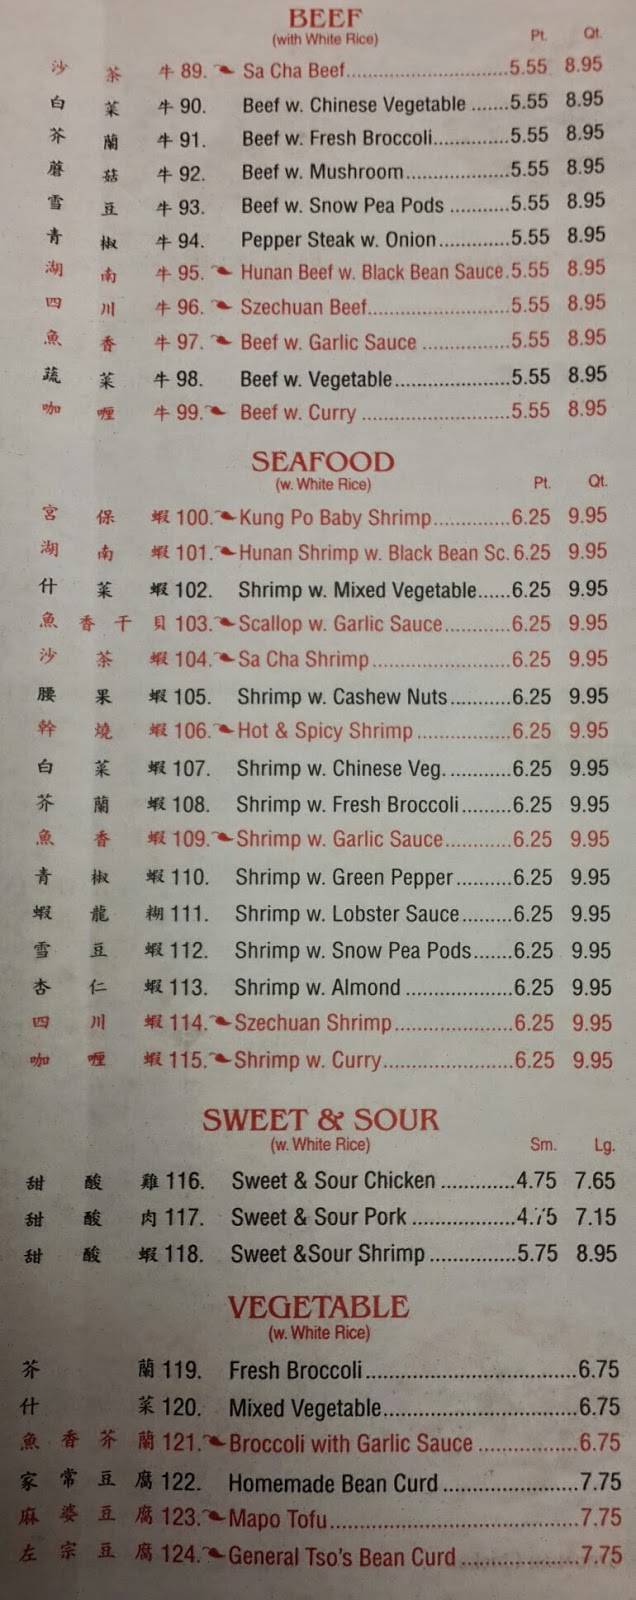 BEEF
(with White Rice) Pt. Qt.
沙茶牛 89. Sa Cha Beef 5.55 8.95
白菜牛 90. Beef w. Chinese Vegetable 5.55 8.95
芥蘭牛 91. Beef w. Fresh Broccoli 5.55 8.95
蘑菇牛 92. Beef w. Mushroom 5.55 8.95
雪豆牛 93. Beef w. Snow Pea Pods 5.55 8.95
青椒牛 94. Pepper Steak w. Onion 5.55 8.95
湖南牛 95. Hunan Beef w. Black Bean Sauce 5.55 8.95
四川牛 96. Szechuan Beef 5.55 8.95
魚香牛 97. Beef w. Garlic Sauce 5.55 8.95
蔬菜牛 98. Beef w. Vegetable 5.55 8.95
咖喱牛 99. Beef w. Curry 5.55 8.95
SEAFOOD
(w. White Rice) Pt. Qt.
宮保蝦 100. Kung Po Baby Shrimp 6.25 9.95
湖南蝦 101. Hunan Shrimp w. Black Bean Sc. 6.25 9.95
什菜蝦 102. Shrimp w. Mixed Vegetable 6.25 9.95
魚香干貝 103. Scallop w. Garlic Sauce 6.25 9.95
沙茶蝦 104. Sa Cha Shrimp 6.25 9.95
腰果蝦 105. Shrimp w. Cashew Nuts 6.25 9.95
幹燒蝦 106. Hot & Spicy Shrimp 6.25 9.95
白菜蝦 107. Shrimp w. Chinese Veg. 6.25 9.95
芥蘭蝦 108. Shrimp w. Fresh Broccoli 6.25 9.95
魚香蝦 109. Shrimp w. Garlic Sauce 6.25 9.95
青椒蝦 110. Shrimp w. Green Pepper 6.25 9.95
蝦龍糊 111. Shrimp w. Lobster Sauce 6.25 9.95
雪豆蝦 112. Shrimp w. Snow Pea Pods 6.25 9.95
杏仁蝦 113. Shrimp w. Almond 6.25 9.95
四川蝦 114. Szechuan Shrimp 6.25 9.95
咖喱蝦 115. Shrimp w. Curry 6.25 9.95
SWEET & SOUR
(w. White Rice) Sm. Lg.
甜酸雞 116. Sweet & Sour Chicken 4.75 7.65
甜酸肉 117. Sweet & Sour Pork 4.75 7.15
甜酸蝦 118. Sweet &Sour Shrimp 5.75 8.95
VEGETABLE
(w. White Rice)
芥蘭 119. Fresh Broccoli 6.75
什菜 120. Mixed Vegetable 6.75
魚香芥蘭 121. Broccoli with Garlic Sauce 6.75
家常豆腐 122. Homemade Bean Curd 7.75
麻婆豆腐 123. Mapo Tofu 7.75
左宗豆腐 124. General Tso's Bean Curd 7.75